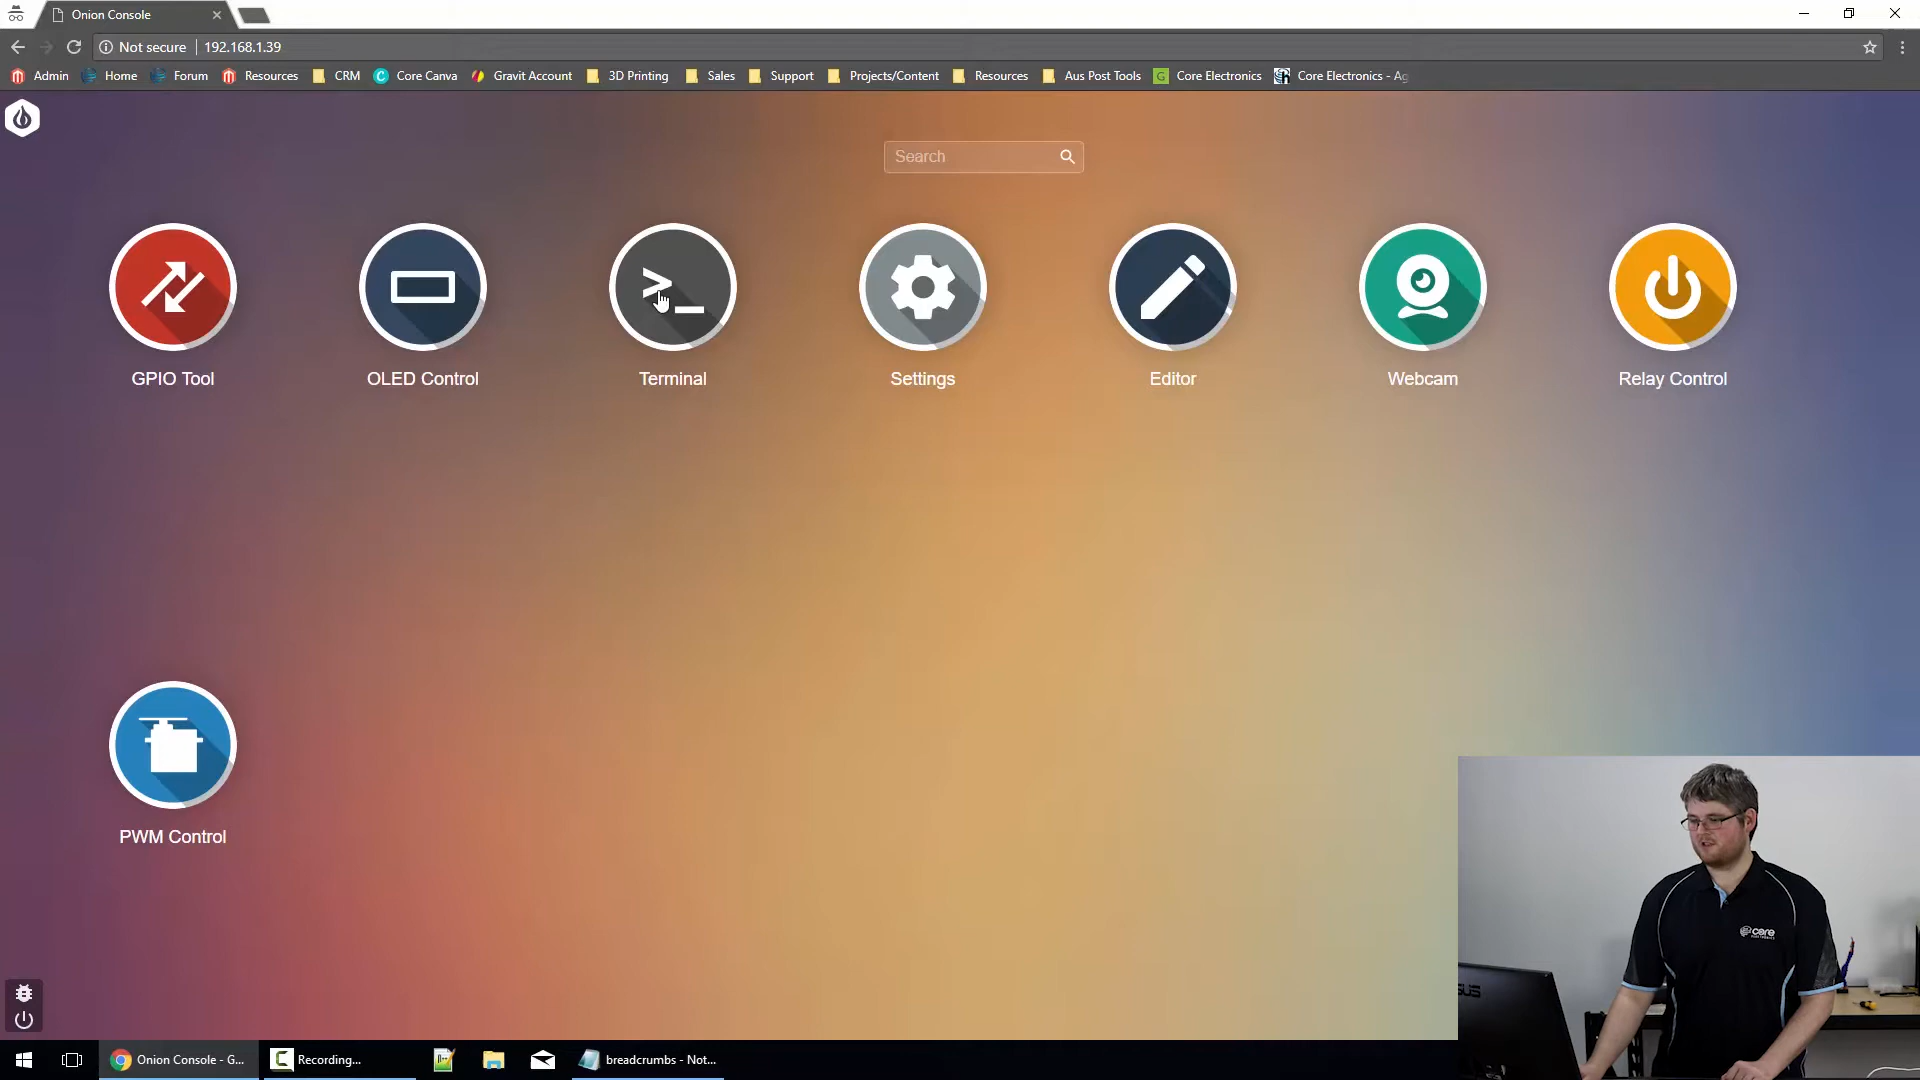 Onion Console
Not secure 192.168.1.39
Admin Home Forum Resources CRM Core Canva Gravit Account 3D Printing Sales Support Projects/Content Resources Aus Post Tools Core Electronics Core Electronics - Ag
Search
GPIO Tool OLED Control Terminal Settings Editor Webcam Relay Control
PWM Control
core
SUS
Onion Console - G... Recording... breadcrumbs - Not...